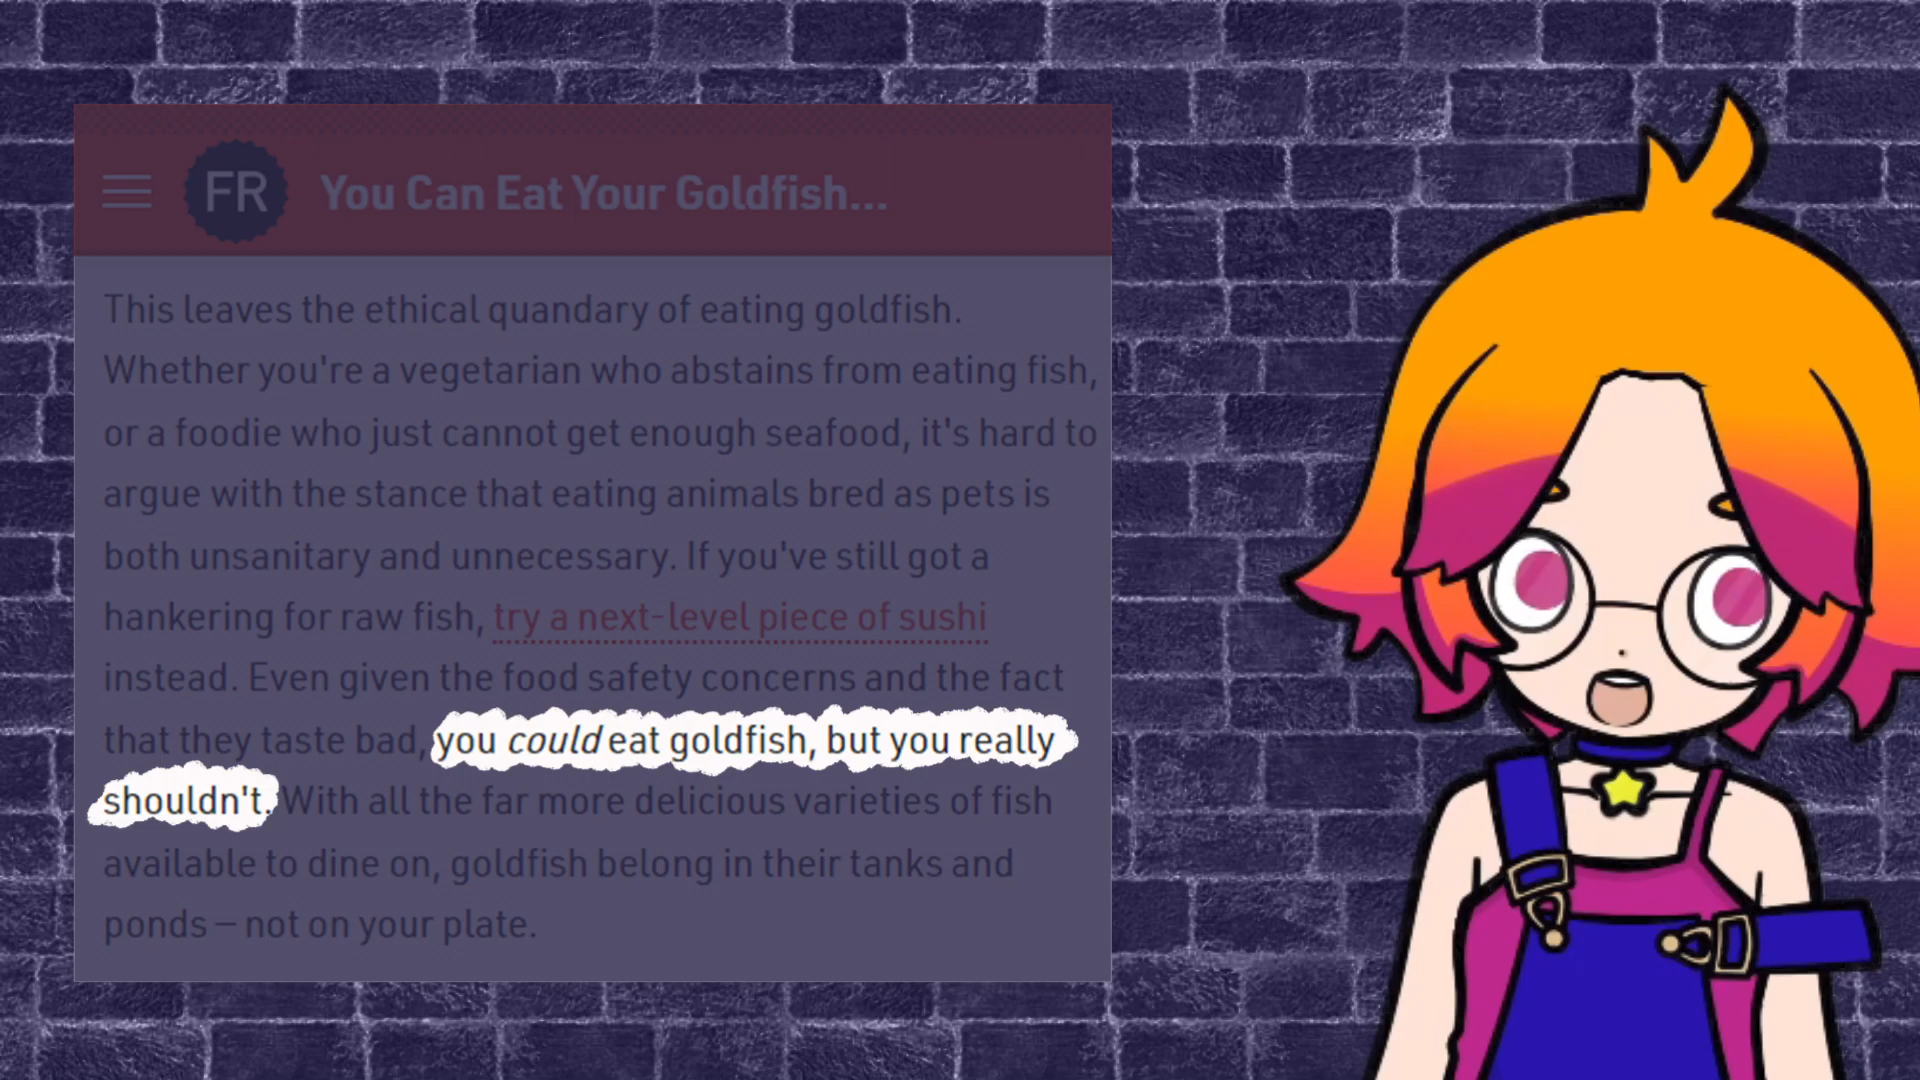 FR You Can Eat Your Goldfish...
This leaves the ethical quandary of eating goldfish.
Whether you're a vegetarian who abstains from eating fish,
or a foodie who just cannot get enough seafood, it's hard to
argue with the stance that eating animals bred as pets is
both unsanitary and unnecessary. If you've still got a
hankering for raw fish, try a next-level piece of sushi
instead. Even given the food safety concerns and the fact
that they taste bad, you could eat goldfish, but you really
shouldn't. With all the far more delicious varieties of fish
available to dine on, goldfish belong in their tanks and
ponds — not on your plate.